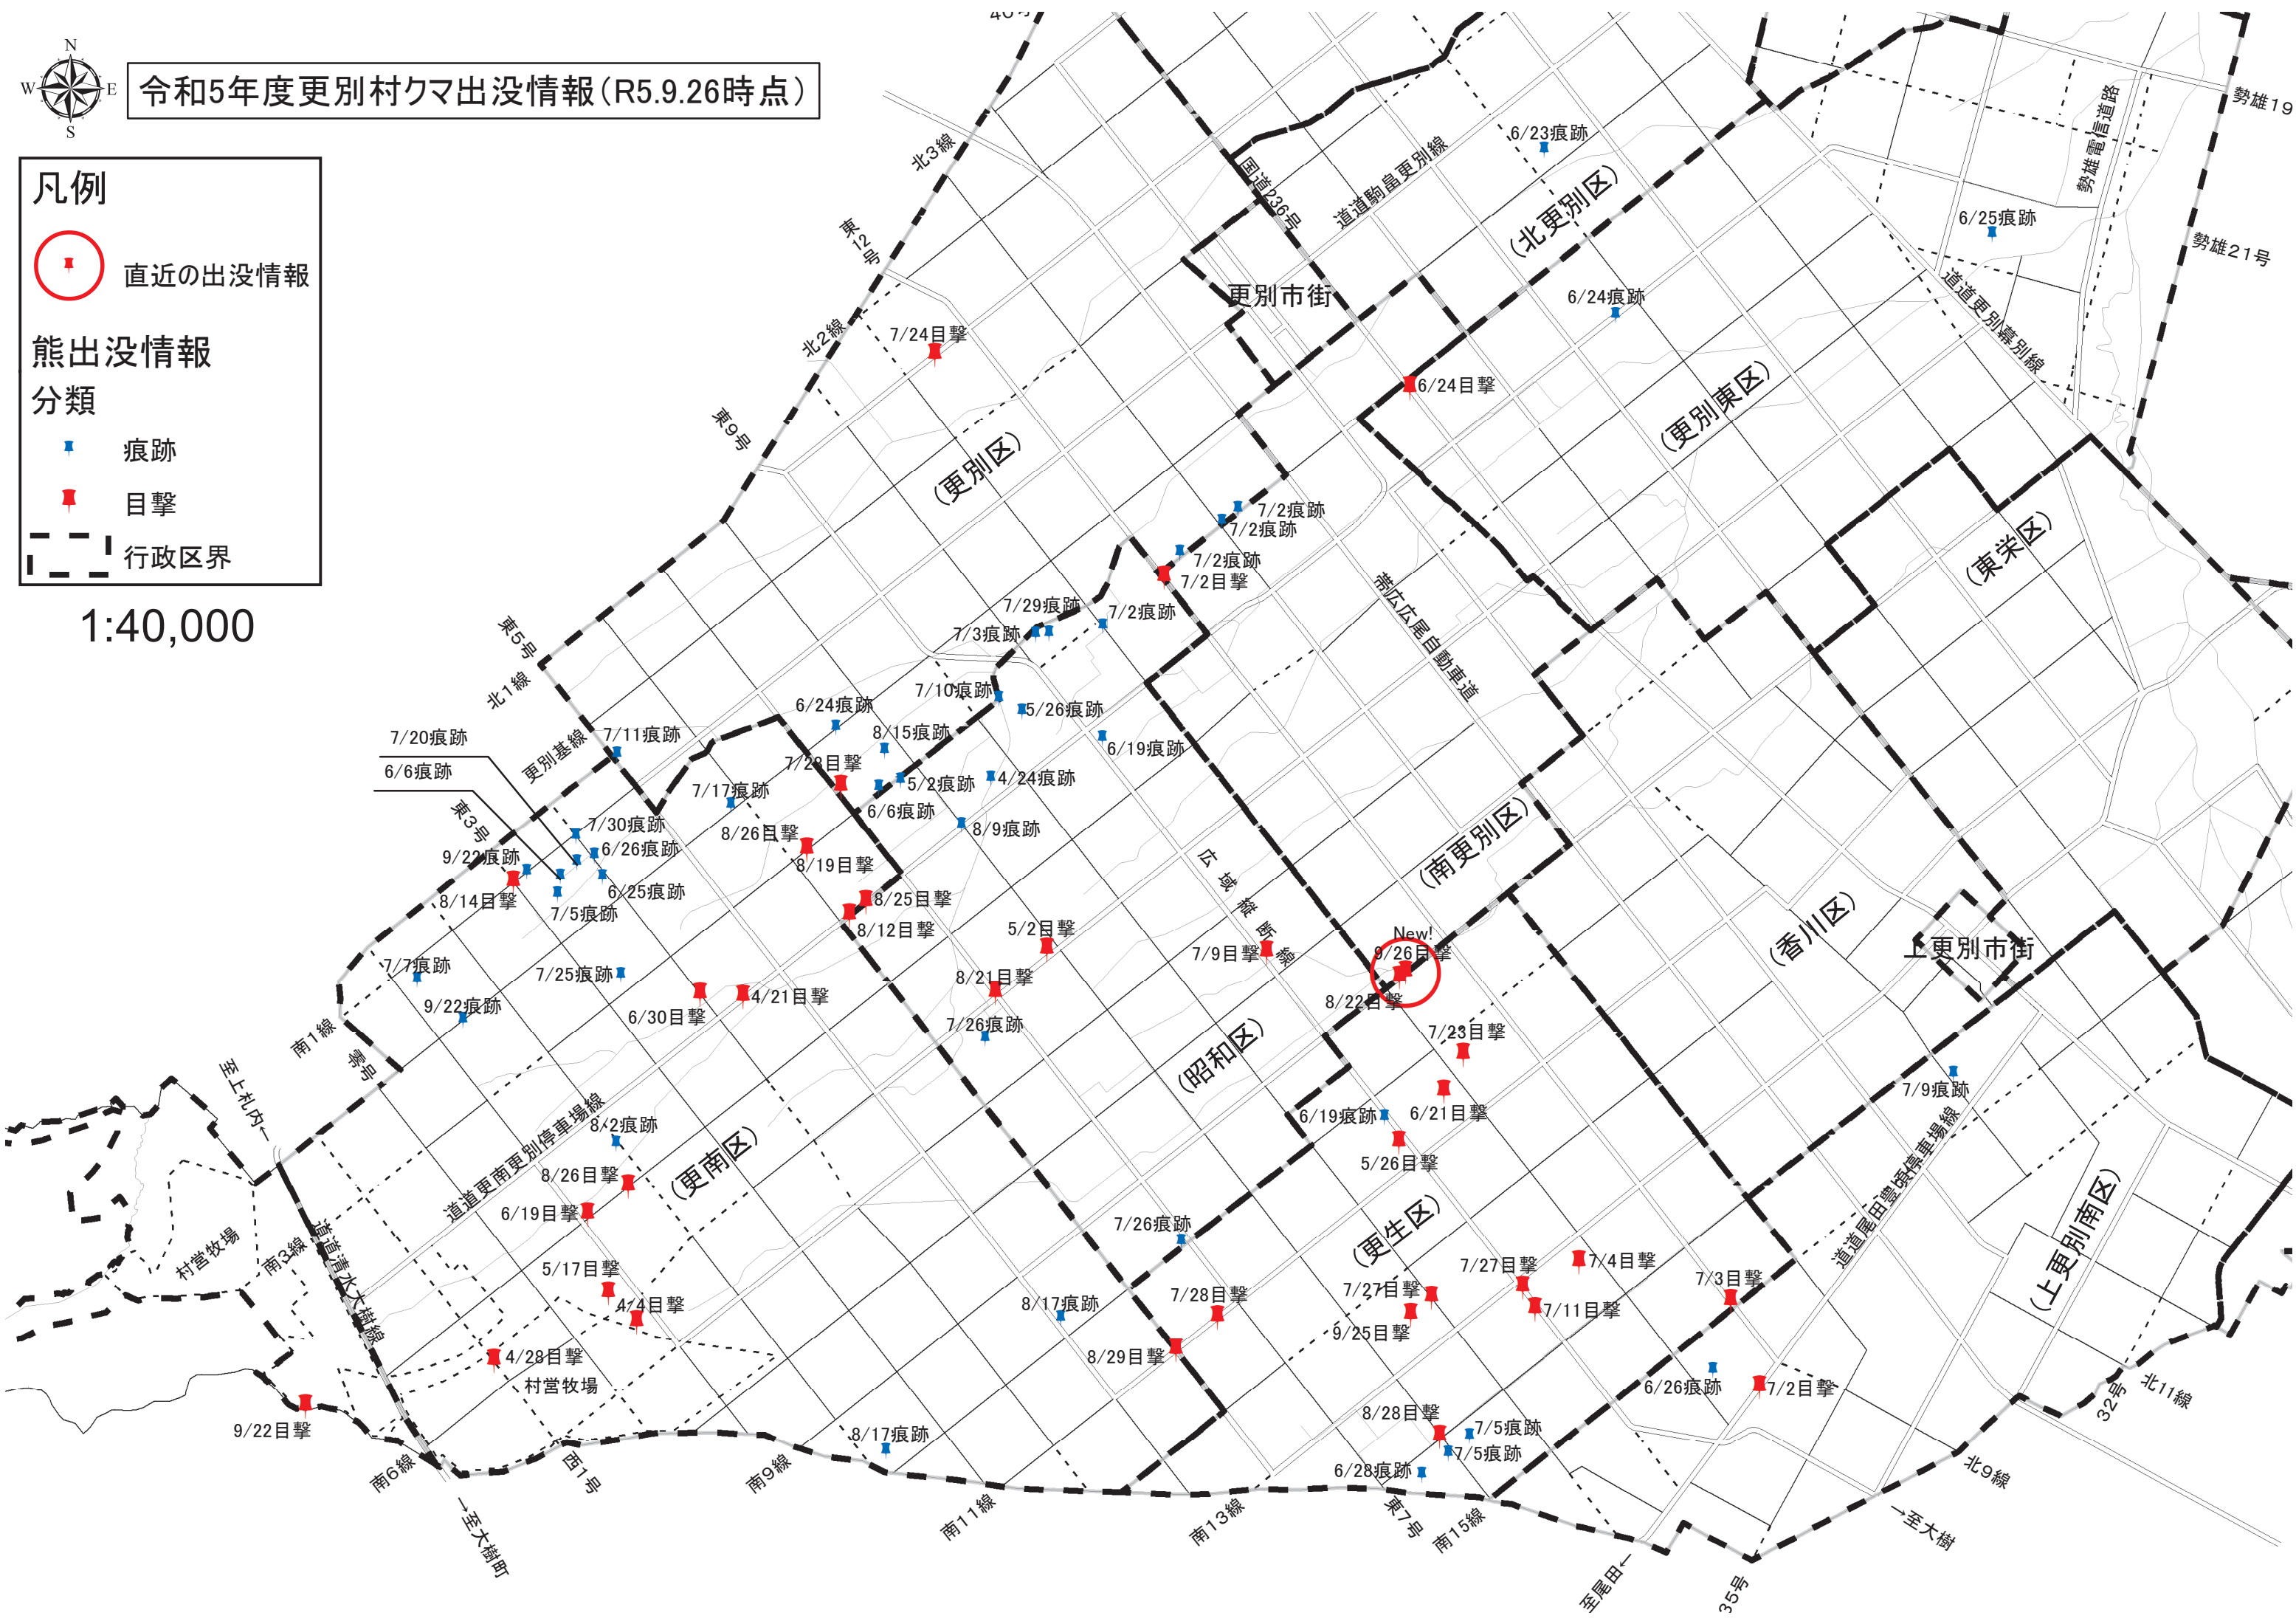 N
W
E
S
令和5年度更別村クマ出没情報(R5.9.26時点)
凡例
直近の出没情報
熊出没情報
分類
痕跡
目撃
行政区界
1:40,000
北3線
国道236号
道道駒畠更別線
6/23痕跡
(北更別区)
勢雄電信道路
勢雄19
6/25痕跡
勢雄21号
東12号
更別市街
6/24痕跡
道道更別幕別線
北2線
7/24目撃
6/24目撃
(更別東区)
東9号
(更別区)
7/2痕跡
7/2痕跡
7/2痕跡
7/2目撃
(東栄区)
帯広広尾自動車道
東5号
7/29痕跡
7/2痕跡
7/3痕跡
北1線
7/10痕跡
5/26痕跡
6/24痕跡
8/15痕跡
6/19痕跡
7/20痕跡
7/11痕跡
更別基線
6/6痕跡
7/28目撃
5/2痕跡
4/24痕跡
7/17痕跡
6/6痕跡
東3号
7/30痕跡
8/26目撃
8/9痕跡
(南更別区)
9/22痕跡
6/26痕跡
8/19目撃
広域縦断線
8/14目撃
6/25痕跡
8/25目撃
7/5痕跡
8/12目撃
(香川区)
5/2目撃
New!
上更別市街
7/9目撃
9/26目撃
7/7痕跡
7/25痕跡
8/21目撃
4/21目撃
8/22目撃
9/22痕跡
6/30目撃
7/26痕跡
7/23目撃
南1線
零号
(昭和区)
至上札内←
7/9痕跡
6/21目撃
6/19痕跡
道道更南更別停車場線
8/2痕跡
道道尾田豊頃停車場線
5/26目撃
8/26目撃
(更南区)
6/19目撃
7/26痕跡
(更生区)
(上更別南区)
村営牧場
南3線
道道清水大樹線
5/17目撃
7/27目撃
7/4目撃
7/3目撃
4/4目撃
8/17痕跡
7/28目撃
7/27目撃
7/11目撃
9/25目撃
4/28目撃
8/29目撃
村営牧場
6/26痕跡
7/2目撃
北11線
32号
9/22目撃
8/17痕跡
8/28目撃
7/5痕跡
7/5痕跡
6/28痕跡
南6線
西1号
南9線
北9線
→至大樹町
南11線
南13線
東7号
南15線
→至大樹
至尾田←
35号